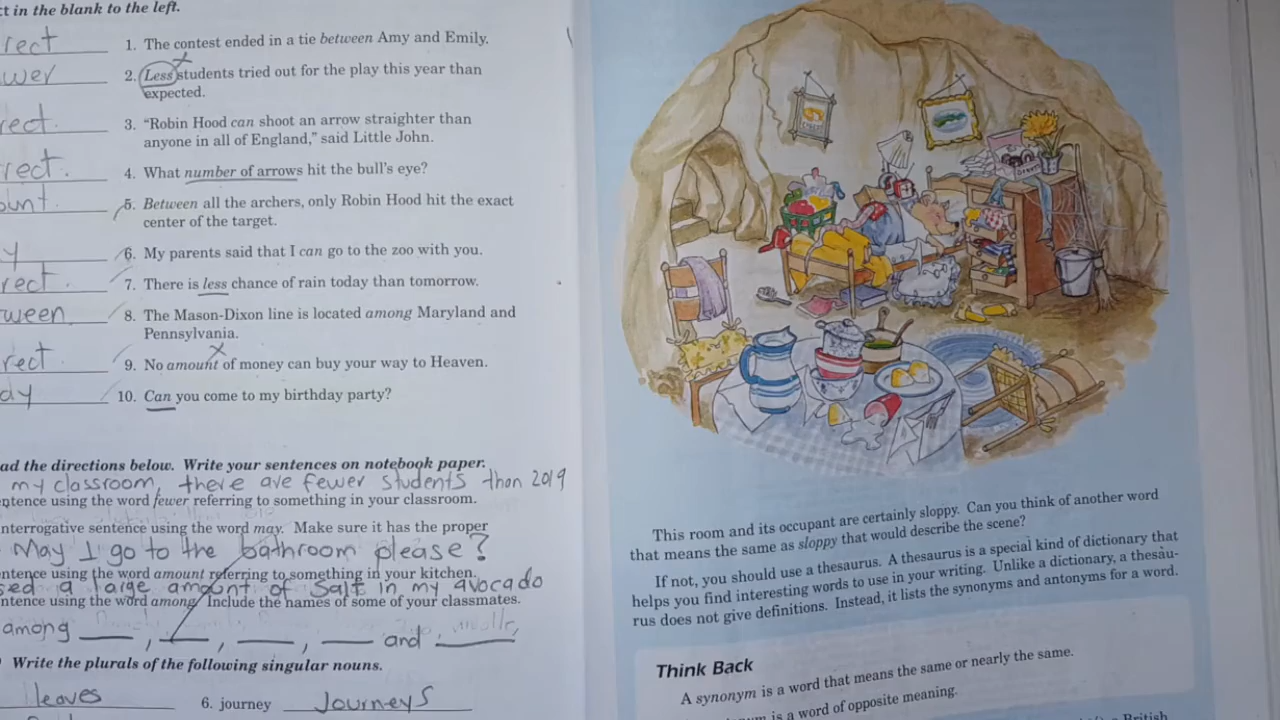 ct in the blank to the left.
rect 1. The contest ended in a tie between Amy and Emily.
wer 2. Less students tried out for the play this year than
expected.
rect. 3. “Robin Hood can shoot an arrow straighter than
anyone in all of England,” said Little John.
rect. 4. What number of arrows hit the bull’s eye?
ount. 5. Between all the archers, only Robin Hood hit the exact
center of the target.
y 6. My parents said that I can go to the zoo with you.
rect. 7. There is less chance of rain today than tomorrow.
ween 8. The Mason-Dixon line is located among Maryland and
Pennsylvania.
rect. 9. No amount of money can buy your way to Heaven.
ay 10. Can you come to my birthday party?
ad the directions below. Write your sentences on notebook paper.
my classroom, there are fewer students than 2019
entence using the word fewer referring to something in your classroom.
nterrogative sentence using the word may. Make sure it has the proper
May I go to the bathroom please?
entence using the word amount referring to something in your kitchen.
sed a large amount of salt in my avocado
ntence using the word among. Include the names of some of your classmates.
among ___, ___, ___, ___ and ___
Write the plurals of the following singular nouns.
leaves 6. journey Journeys
This room and its occupant are certainly sloppy. Can you think of another word
that means the same as sloppy that would describe the scene?
If not, you should use a thesaurus. A thesaurus is a special kind of dictionary that
helps you find interesting words to use in your writing. Unlike a dictionary, a thesau-
rus does not give definitions. Instead, it lists the synonyms and antonyms for a word.
Think Back
A synonym is a word that means the same or nearly the same.
nym is a word of opposite meaning.
British